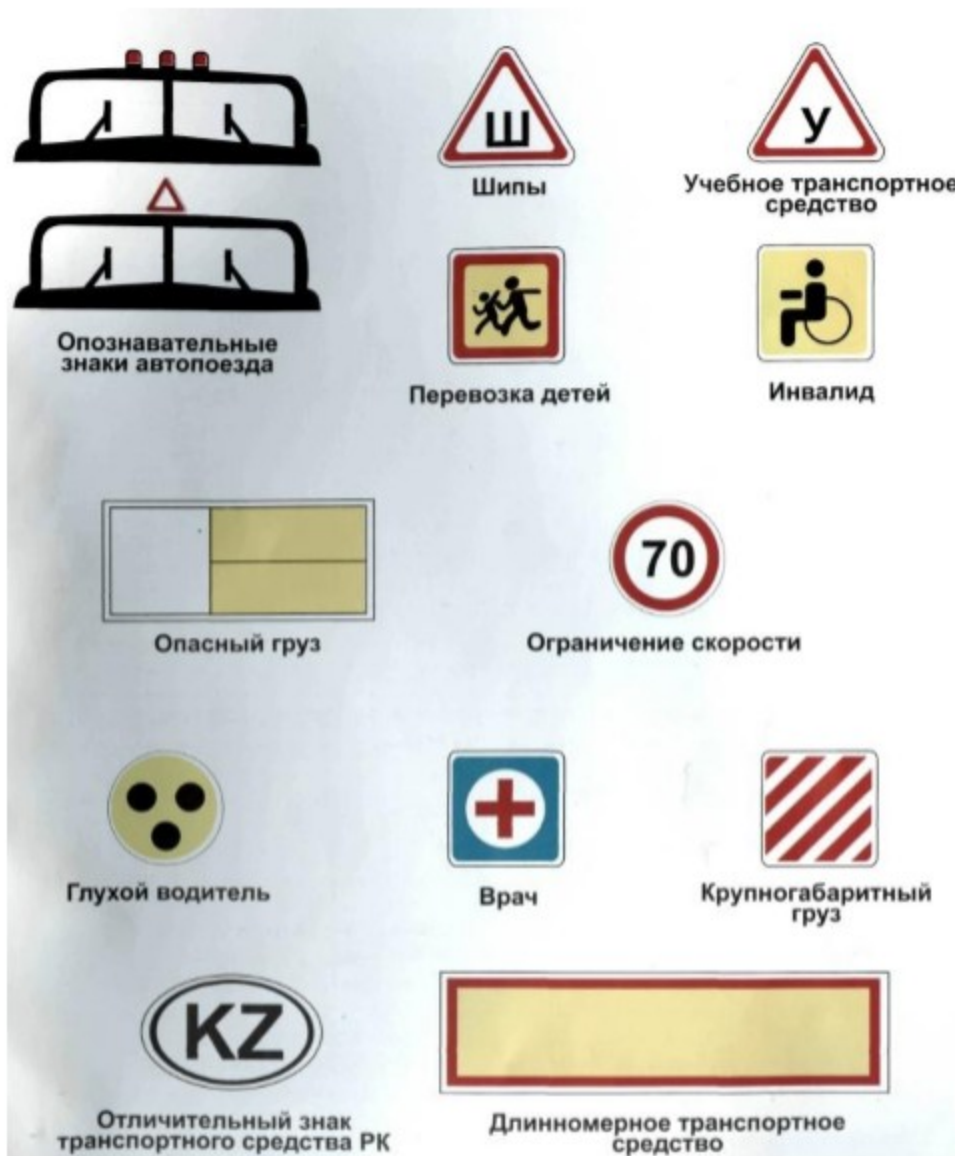 Ш
Шипы
У
Учебное транспортное
средство
Опознавательные
знаки автопоезда
Перевозка детей
Инвалид
Опасный груз
70
Ограничение скорости
Глухой водитель
Врач
Крупногабаритный
груз
KZ
Отличительный знак
транспортного средства РК
Длинномерное транспортное
средство